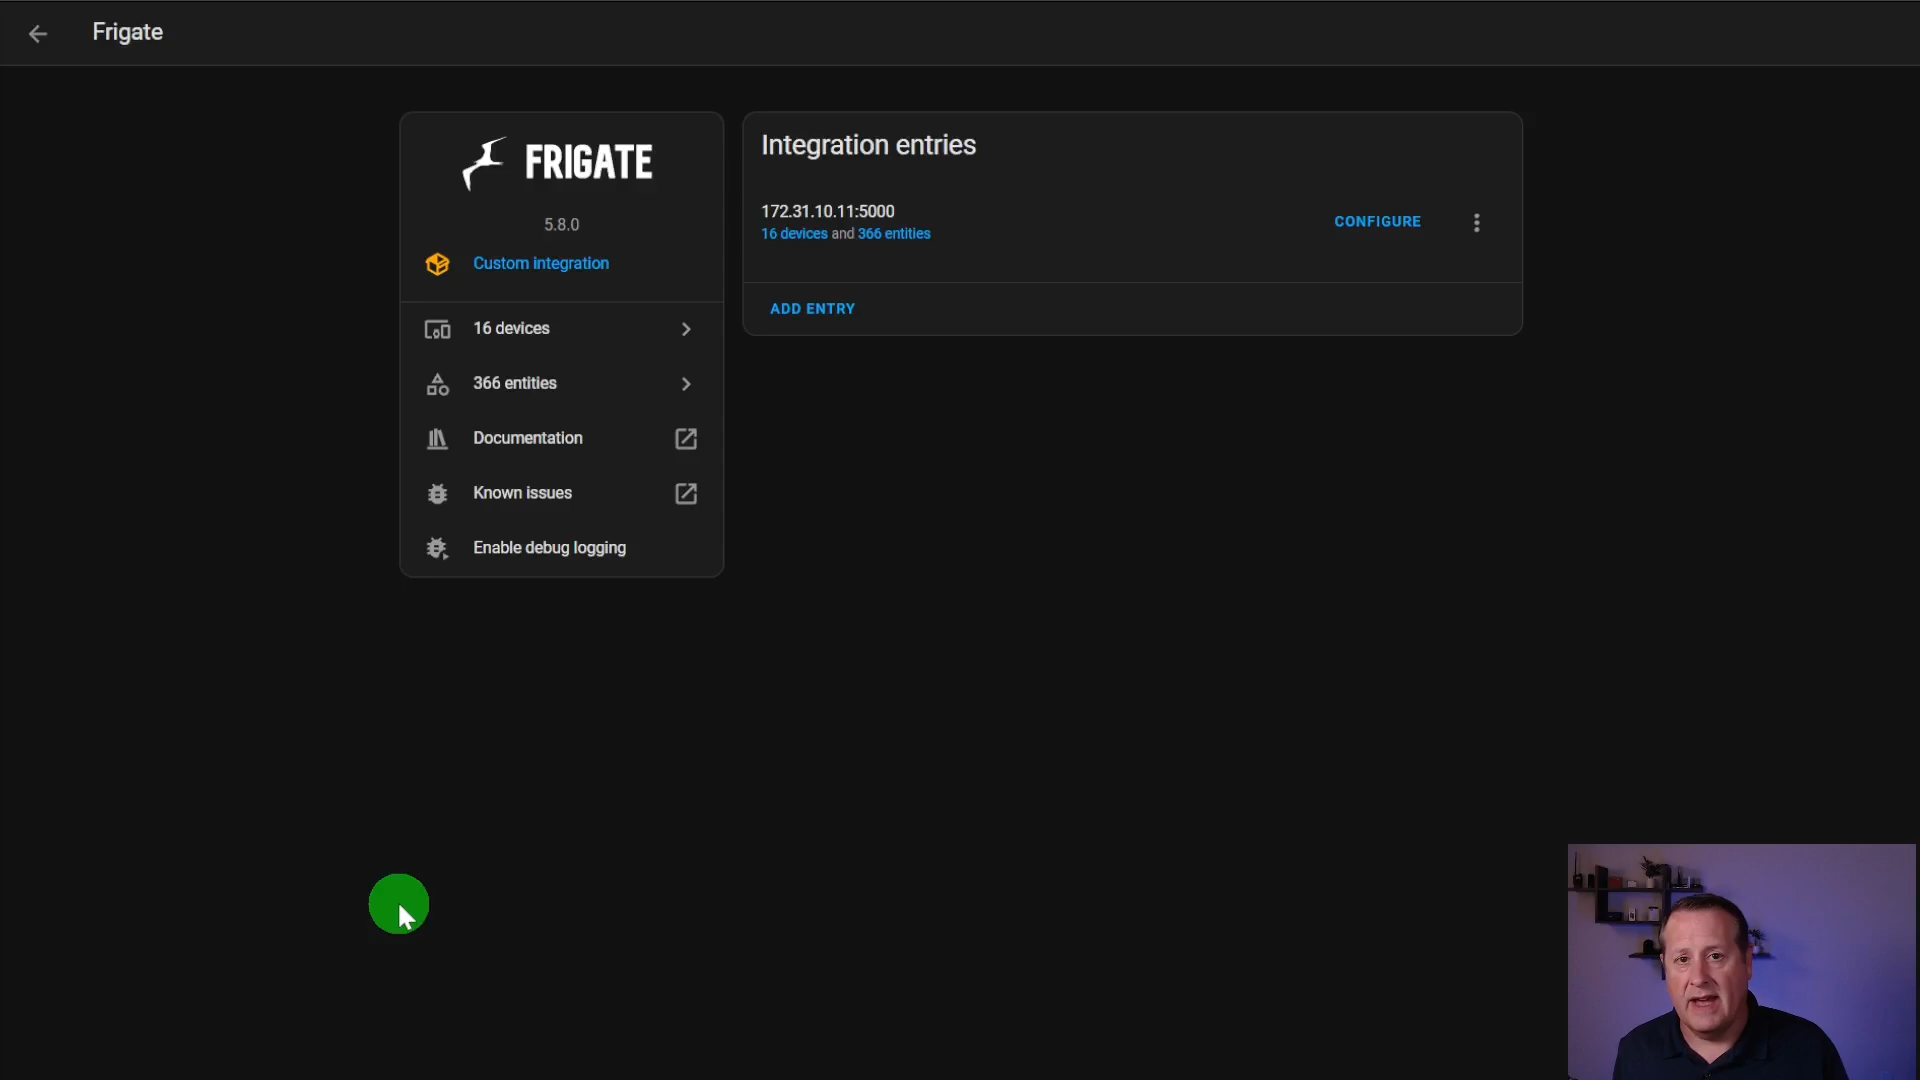 Frigate
FRIGATE
5.8.0
Custom integration
16 devices
366 entities
Documentation
Known issues
Enable debug logging
Integration entries
172.31.10.11:5000
16 devices and 366 entities
CONFIGURE
ADD ENTRY